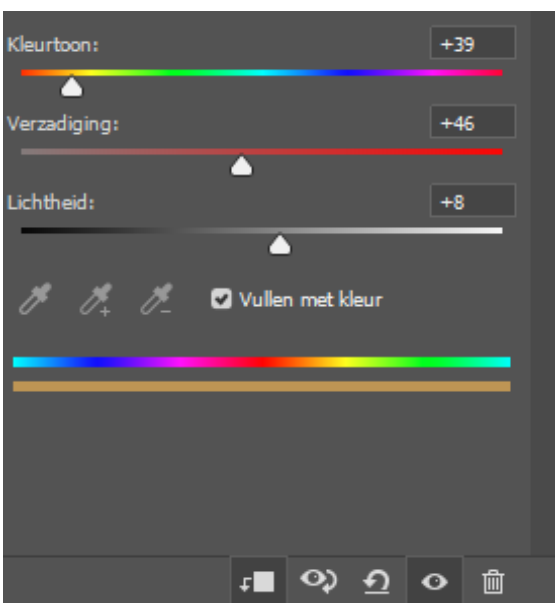 Kleurtoon: +39
Verzadiging: +46
Lichtheid: +8
Vullen met kleur